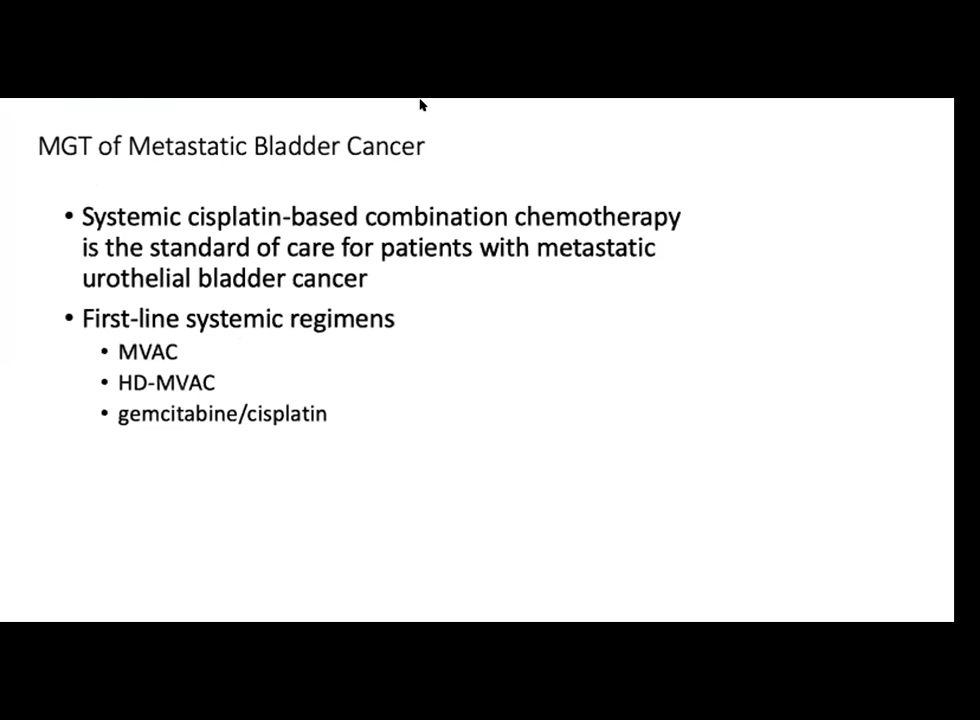 MGT of Metastatic Bladder Cancer
• Systemic cisplatin-based combination chemotherapy
is the standard of care for patients with metastatic
urothelial bladder cancer
• First-line systemic regimens
• MVAC
• HD-MVAC
• gemcitabine/cisplatin